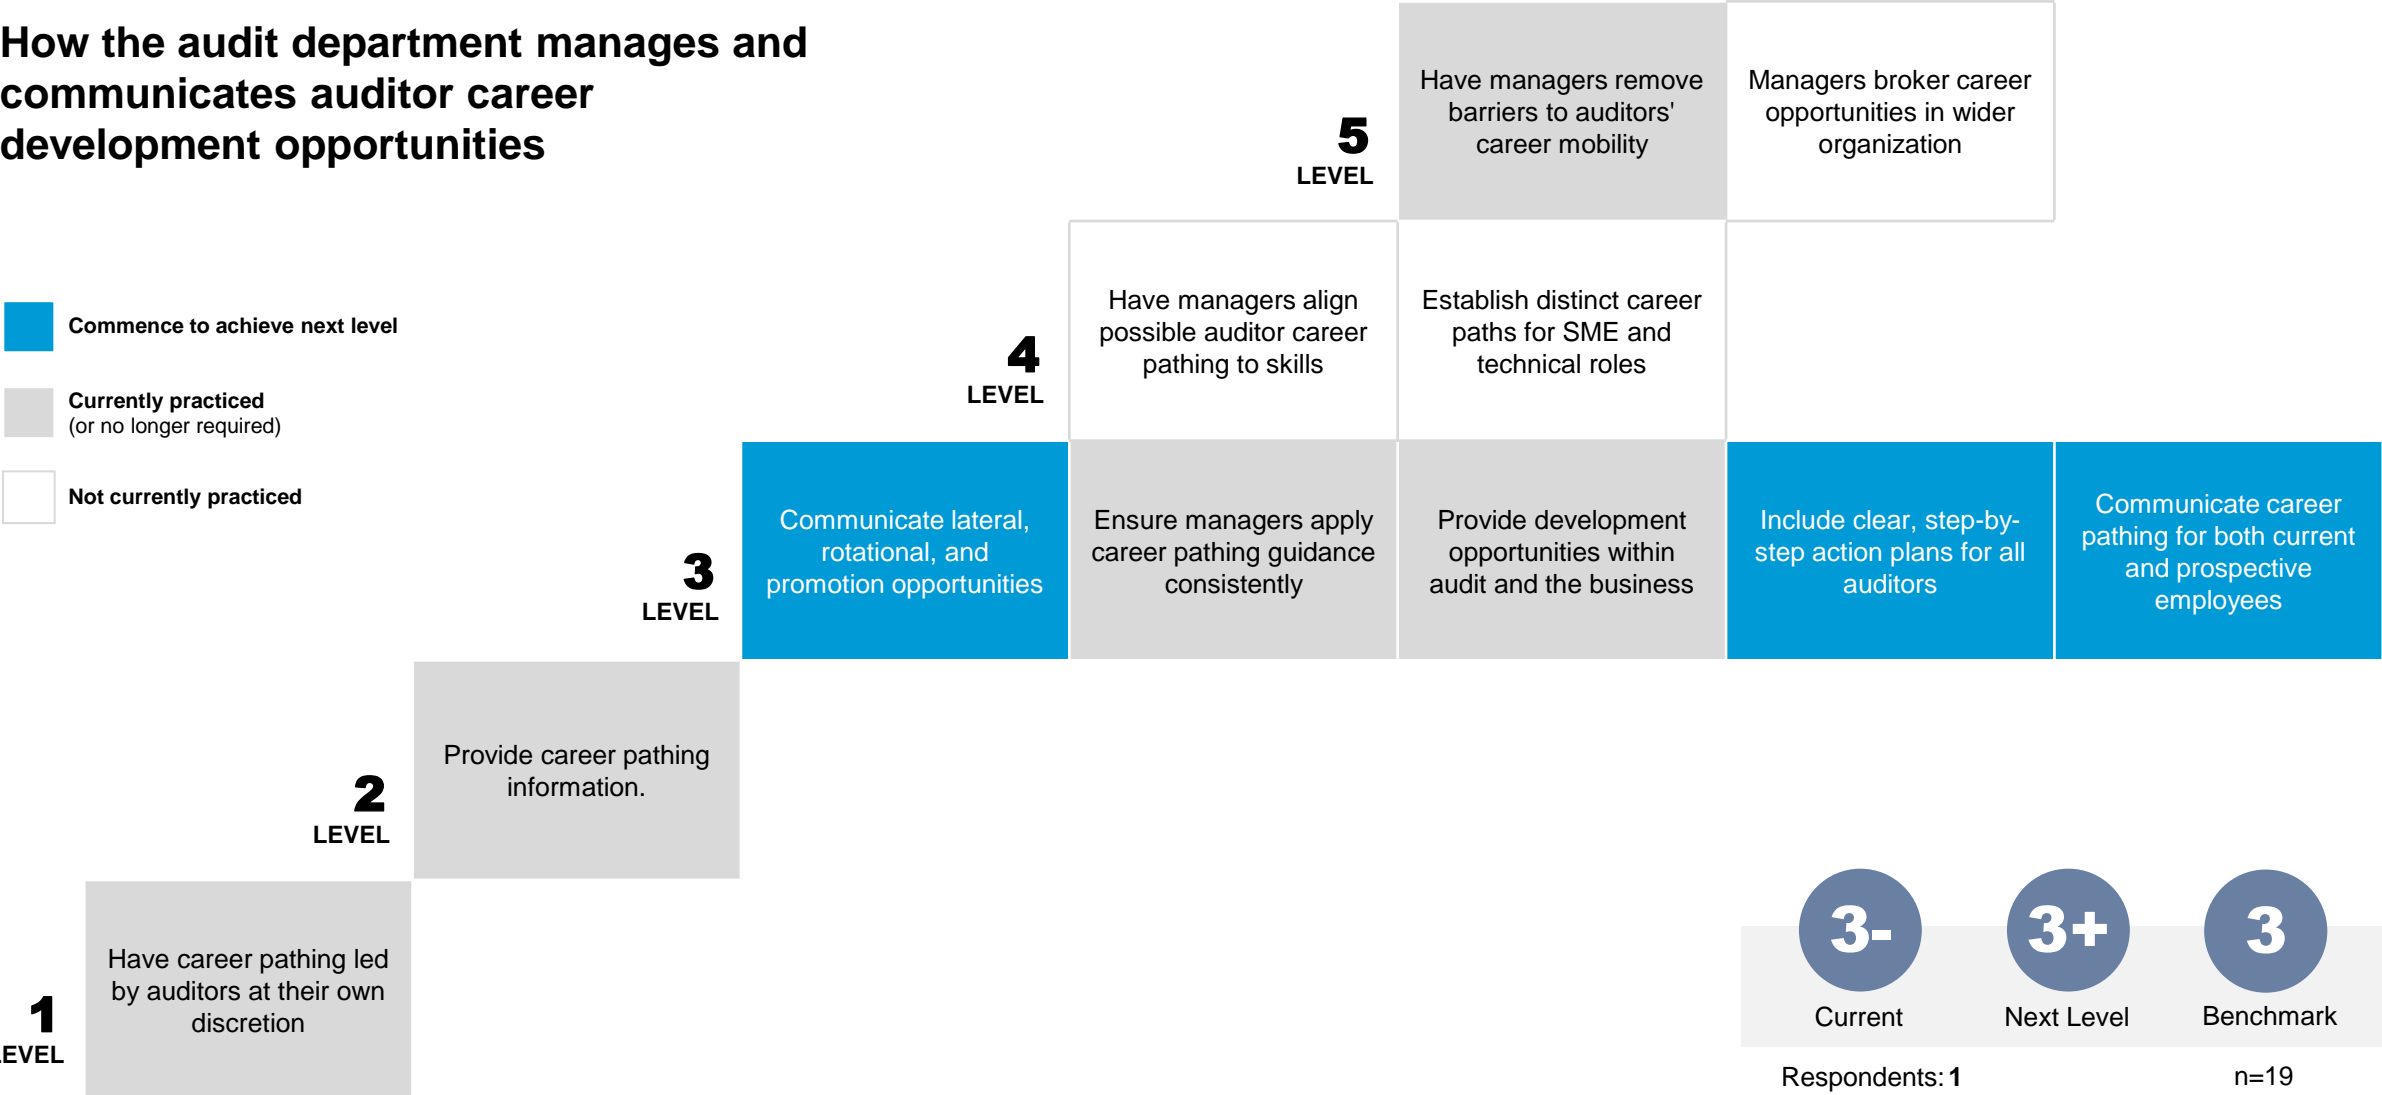 How the audit department manages and
communicates auditor career
development opportunities
Commence to achieve next level
Currently practiced
(or no longer required)
Not currently practiced
5
LEVEL
Have managers remove
barriers to auditors'
career mobility
Managers broker career
opportunities in wider
organization
4
LEVEL
Have managers align
possible auditor career
pathing to skills
Establish distinct career
paths for SME and
technical roles
3
LEVEL
Communicate lateral,
rotational, and
promotion opportunities
Ensure managers apply
career pathing guidance
consistently
Provide development
opportunities within
audit and the business
Include clear, step-by-
step action plans for all
auditors
Communicate career
pathing for both current
and prospective
employees
2
LEVEL
Provide career pathing
information.
1
LEVEL
Have career pathing led
by auditors at their own
discretion
3-
Current
3+
Next Level
3
Benchmark
Respondents: 1
n=19